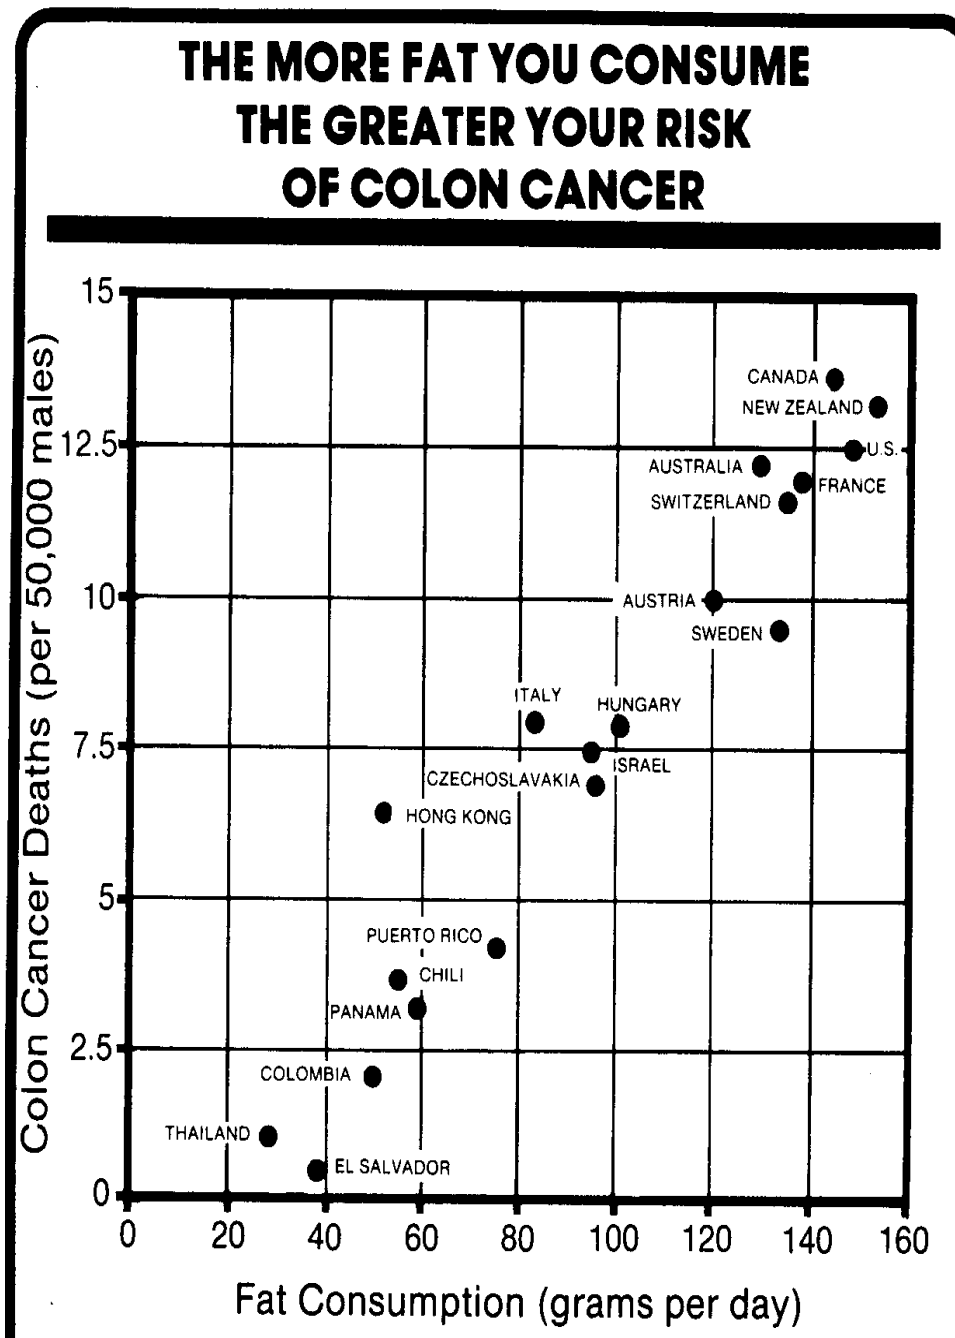 THE MORE FAT YOU CONSUME
THE GREATER YOUR RISK
OF COLON CANCER
Colon Cancer Deaths (per 50,000 males)
15
12.5
10
7.5
5
2.5
0
CANADA
NEW ZEALAND
U.S.
AUSTRALIA
FRANCE
SWITZERLAND
AUSTRIA
SWEDEN
ITALY
HUNGARY
ISRAEL
CZECHOSLAVAKIA
HONG KONG
PUERTO RICO
CHILI
PANAMA
COLOMBIA
THAILAND
EL SALVADOR
0 20 40 60 80 100 120 140 160
Fat Consumption (grams per day)